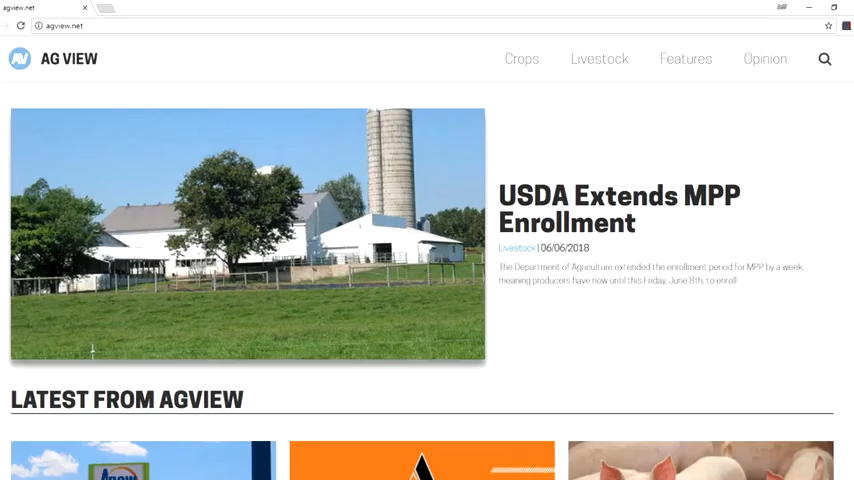 agview.net
agview.net
AV AG VIEW
Crops Livestock Features Opinion
USDA Extends MPP
Enrollment
Livestock | 06/06/2018
The Department of Agriculture extended the enrollment period for MPP by a week,
meaning producers have now until this Friday, June 8th, to enroll
LATEST FROM AGVIEW